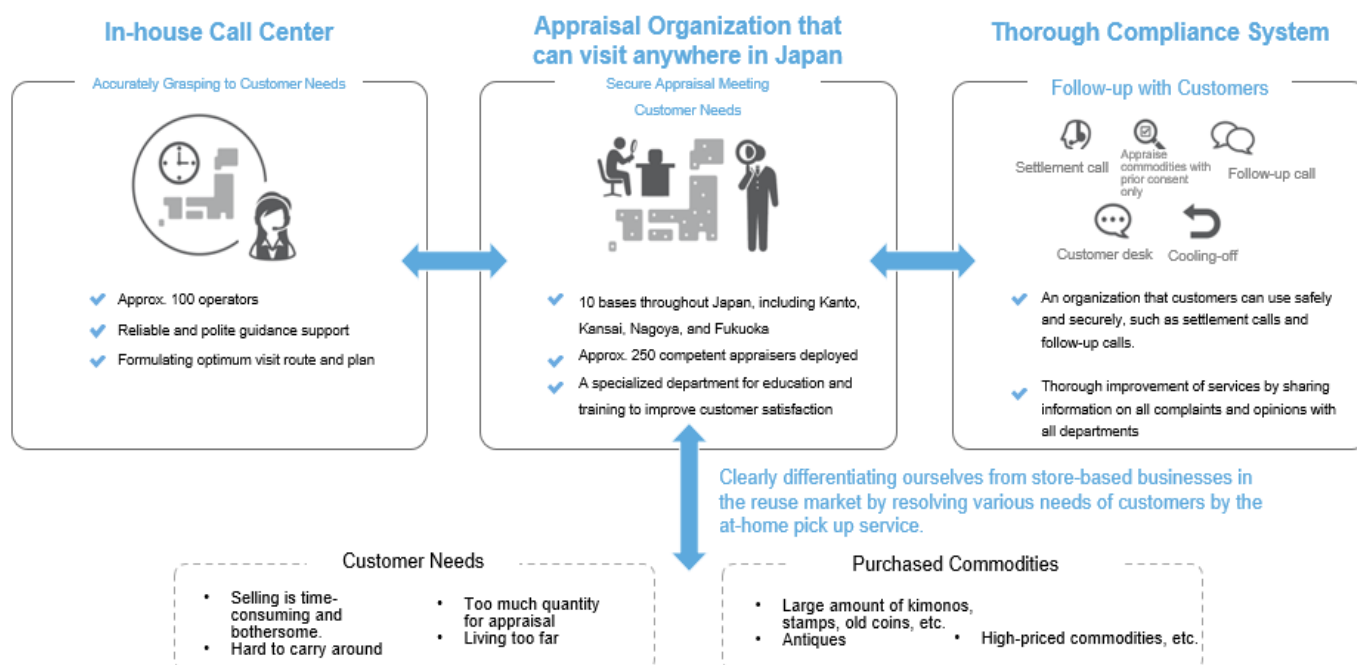 In-house Call Center
Accurately Grasping to Customer Needs
Approx. 100 operators
Reliable and polite guidance support
Formulating optimum visit route and plan
Appraisal Organization that
can visit anywhere in Japan
Secure Appraisal Meeting
Customer Needs
10 bases throughout Japan, including Kanto,
Kansai, Nagoya, and Fukuoka
Approx. 250 competent appraisers deployed
A specialized department for education and
training to improve customer satisfaction
Thorough Compliance System
Follow-up with Customers
Settlement call
Appraise
commodities with
prior consent
only
Follow-up call
Customer desk
Cooling-off
An organization that customers can use safely
and securely, such as settlement calls and
follow-up calls.
Thorough improvement of services by sharing
information on all complaints and opinions with
all departments
Clearly differentiating ourselves from store-based businesses in
the reuse market by resolving various needs of customers by the
at-home pick up service.
Customer Needs
• Selling is time-
consuming and
bothersome.
• Hard to carry around
• Too much quantity
for appraisal
• Living too far
Purchased Commodities
• Large amount of kimonos,
stamps, old coins, etc.
• Antiques
• High-priced commodities, etc.